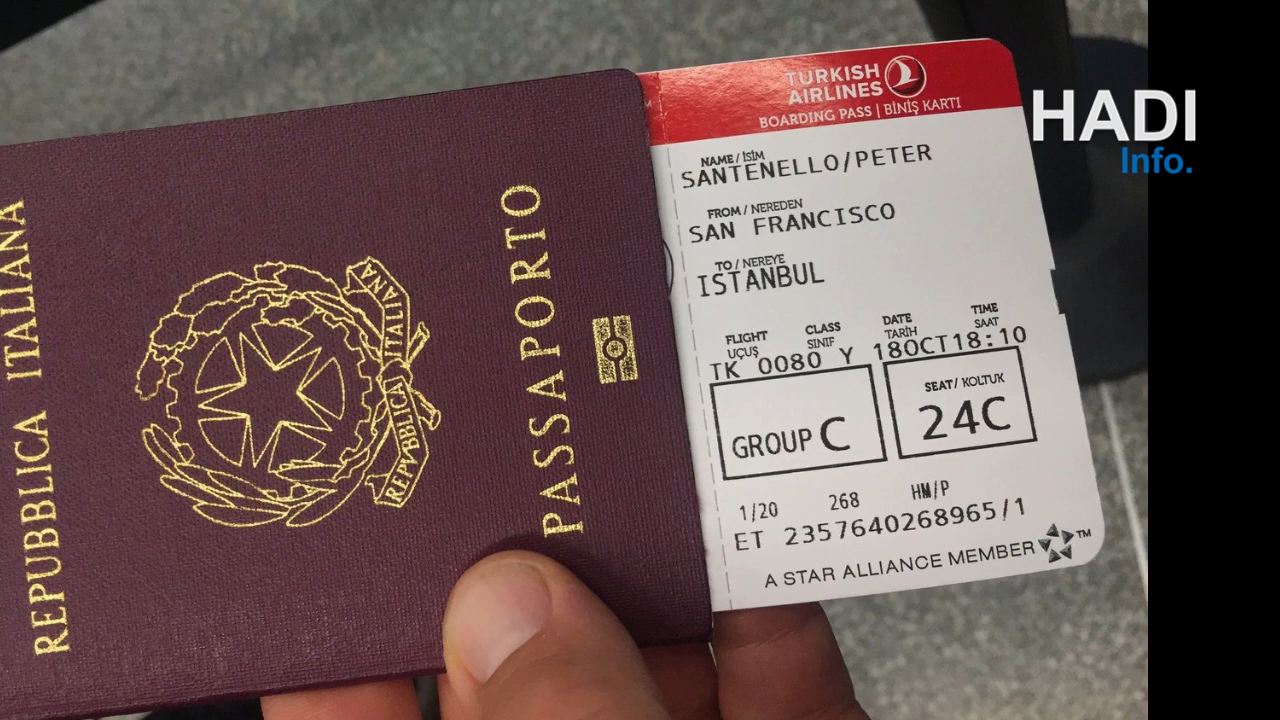 REPUBBLICA ITALIANA
REPVBBLICA ITALIANA
PASSAPORTO
TURKISH
AIRLINES
BOARDING PASS | BİNİŞ KARTI
NAME / İSİM
SANTENELLO/PETER
FROM / NEREDEN
SAN FRANCISCO
TO / NEREYE
ISTANBUL
FLIGHT CLASS DATE TIME
UÇUŞ SINIF TARİH SAAT
TK 0080 Y 18OCT18:10
SEAT/ KOLTUK
GROUP C 24C
1/20 268 HM/P
ET 2357640268965/1
A STAR ALLIANCE MEMBER ™
HADI
Info.